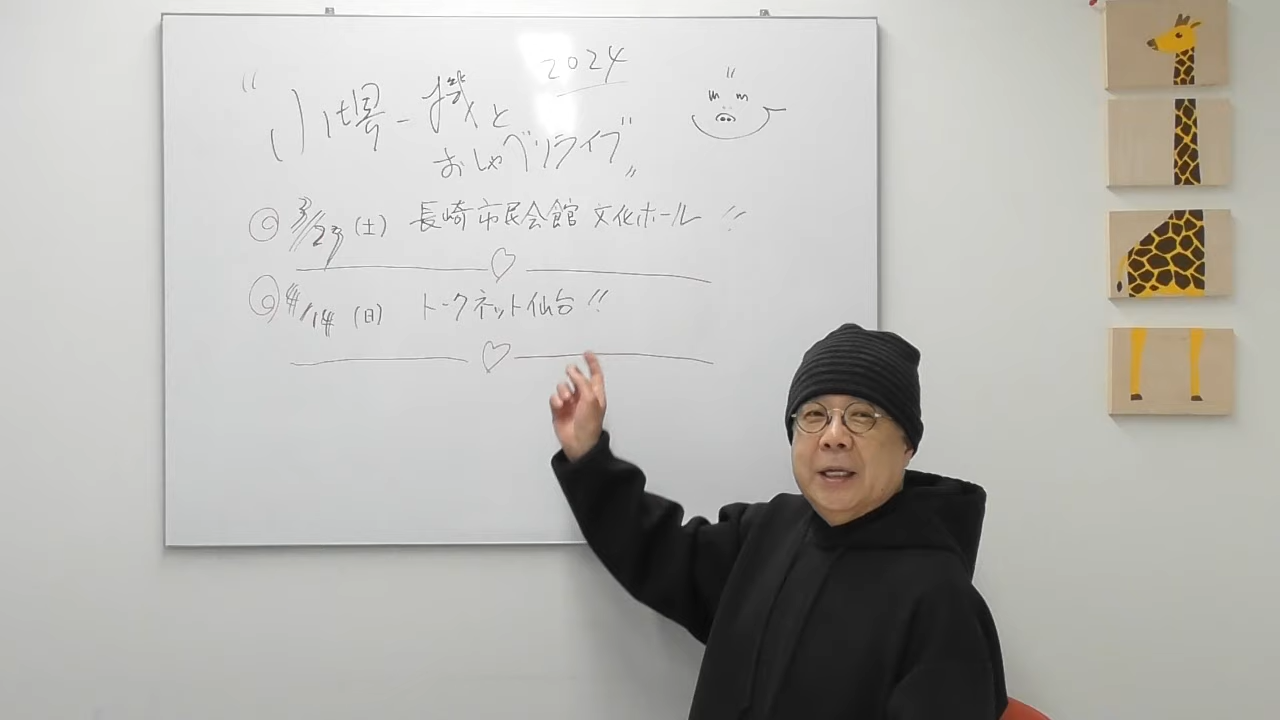 2024
"小堺一機と
おしゃべりライブ"
◎ 3/23 (土) 長崎市民会館 文化ホール!!
◎ 4/14 (日) トークネット仙台!!